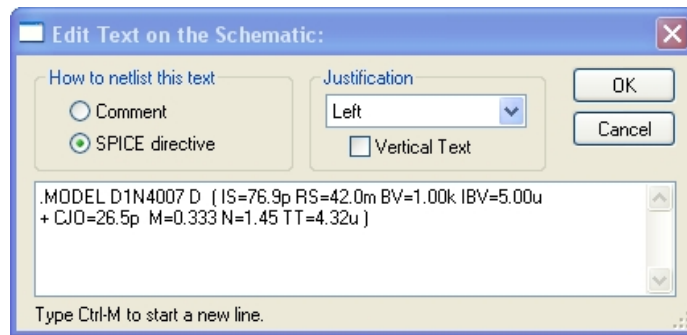 Edit Text on the Schematic:
How to netlist this text
Justification
Comment
SPICE directive
Left
Vertical Text
OK
Cancel
.MODEL D1N4007 D ( IS=76.9p RS=42.0m BV=1.00k IBV=5.00u
+ CJO=26.5p M=0.333 N=1.45 TT=4.32u )
Type Ctrl-M to start a new line.